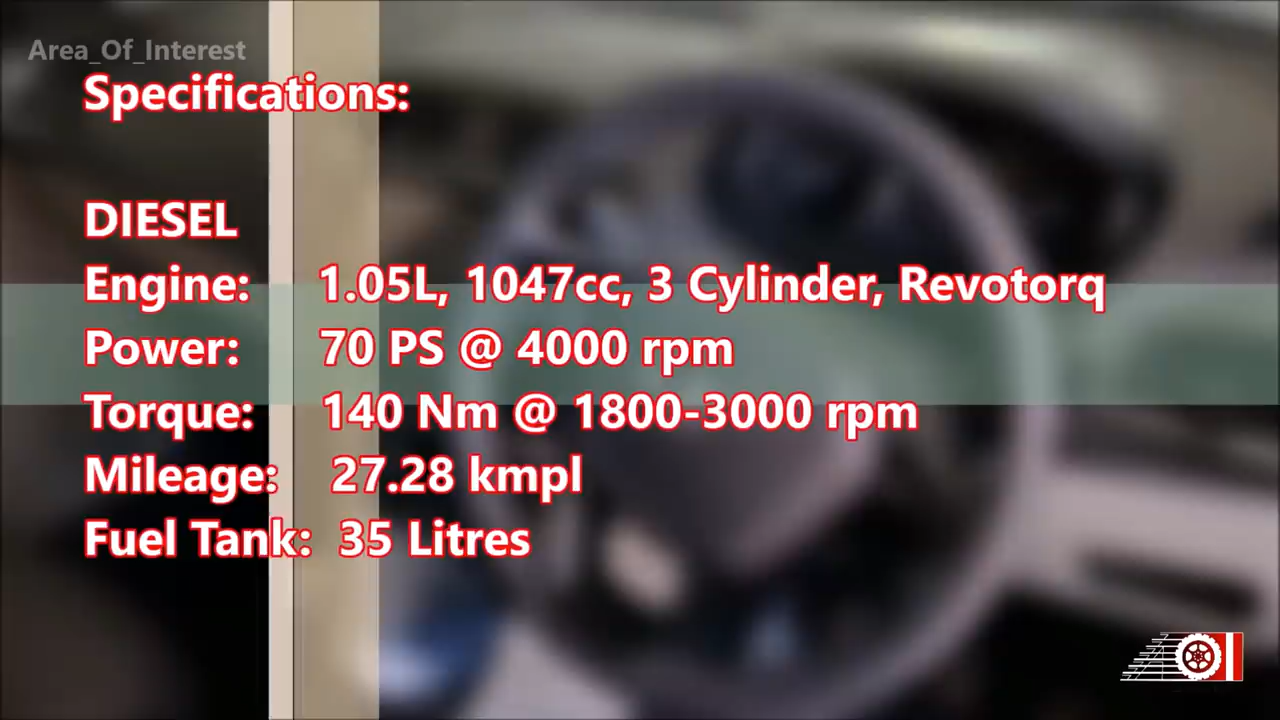 Area_Of_Interest
Specifications:
DIESEL
Engine: 1.05L, 1047cc, 3 Cylinder, Revotorq
Power: 70 PS @ 4000 rpm
Torque: 140 Nm @ 1800-3000 rpm
Mileage: 27.28 kmpl
Fuel Tank: 35 Litres